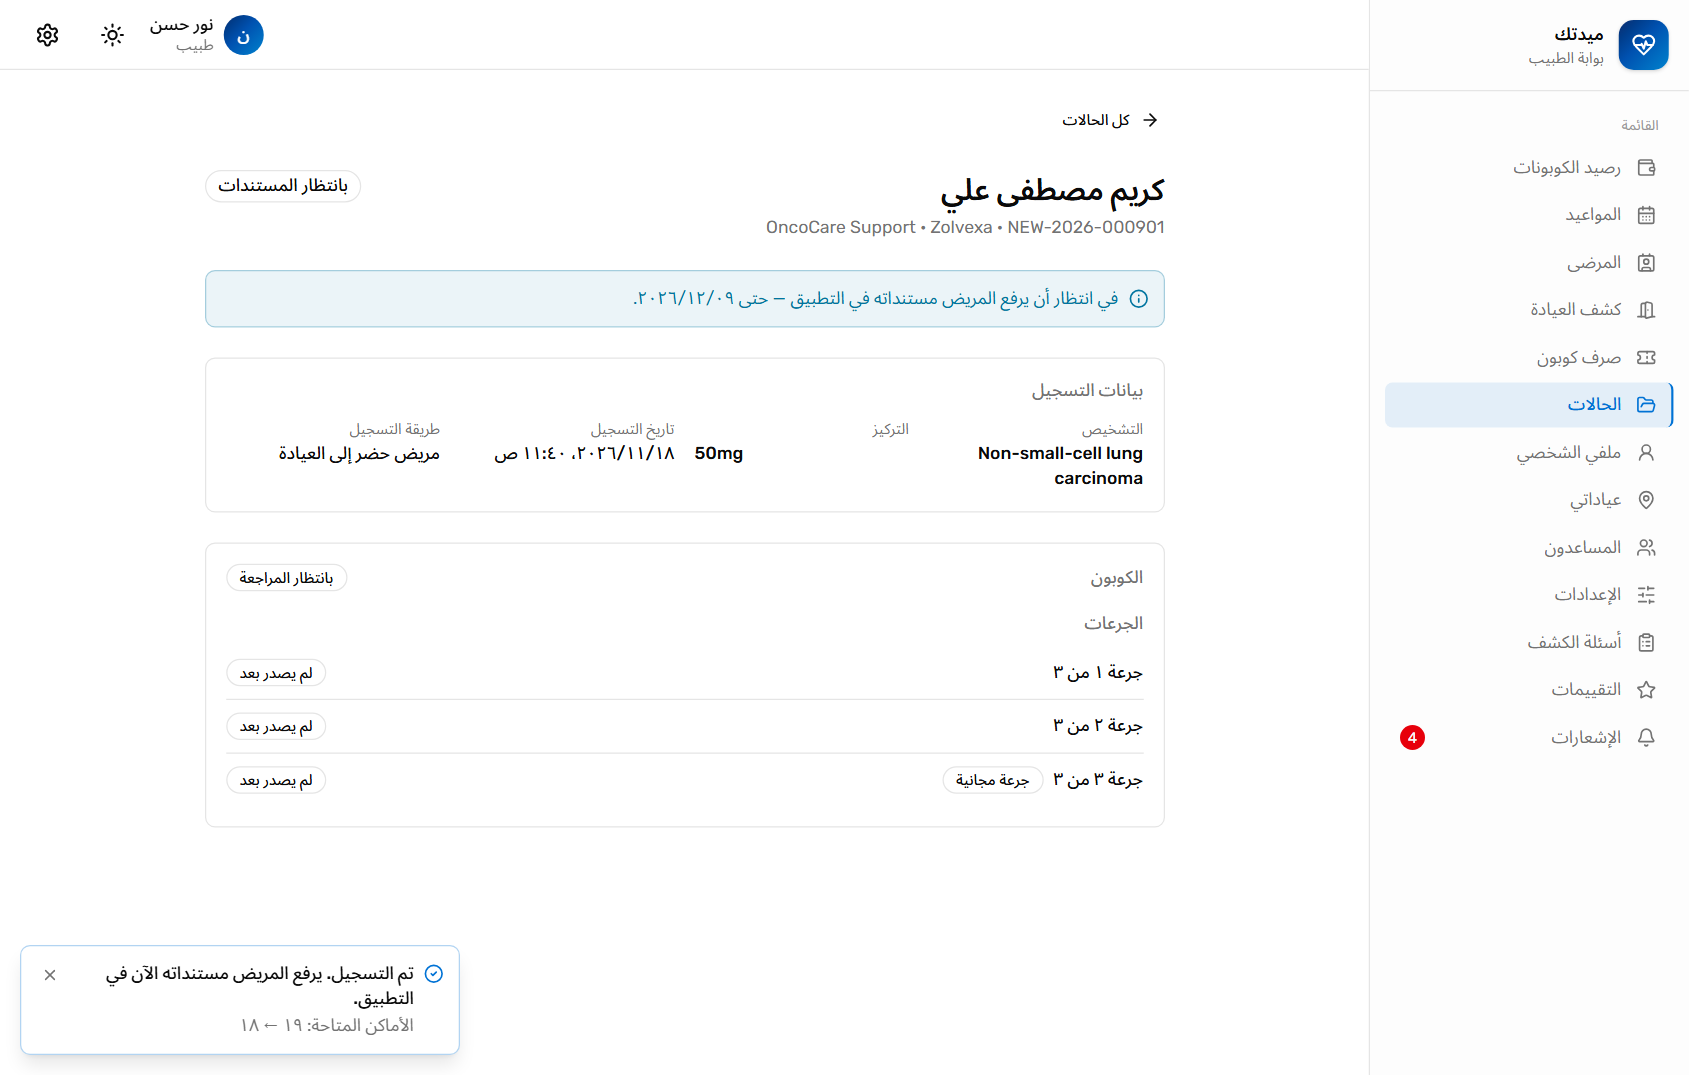 ميدتك
بوابة الطبيب
القائمة
رصيد الكوبونات
المواعيد
المرضى
كشف العيادة
صرف كوبون
الحالات
ملفي الشخصي
عياداتي
المساعدون
الإعدادات
أسئلة الكشف
التقييمات
الإشعارات
4
ن
نور حسن
طبيب
كل الحالات
كريم مصطفى علي
بانتظار المستندات
OncoCare Support • Zolvexa • NEW-2026-000901
في انتظار أن يرفع المريض مستنداته في التطبيق – حتى ٢٠٢٦/١٢/٠٩.
بيانات التسجيل
التشخيص
Non-small-cell lung
carcinoma
التركيز
50mg
تاريخ التسجيل
٢٠٢٦/١١/١٨، ١١:٤٠ ص
طريقة التسجيل
مريض حضر إلى العيادة
الكوبون
بانتظار المراجعة
الجرعات
جرعة ١ من ٣
لم يصدر بعد
جرعة ٢ من ٣
لم يصدر بعد
جرعة ٣ من ٣
جرعة مجانية
لم يصدر بعد
تم التسجيل. يرفع المريض مستنداته الآن في
التطبيق.
الأماكن المتاحة: ١٩ ← ١٨